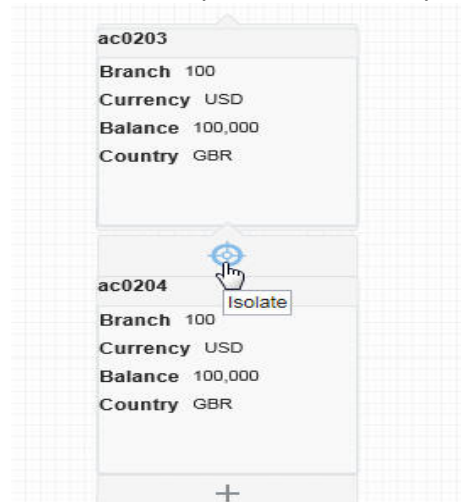 ac0203
Branch 100
Currency USD
Balance 100,000
Country GBR
ac0204
Isolate
Branch 100
Currency USD
Balance 100,000
Country GBR